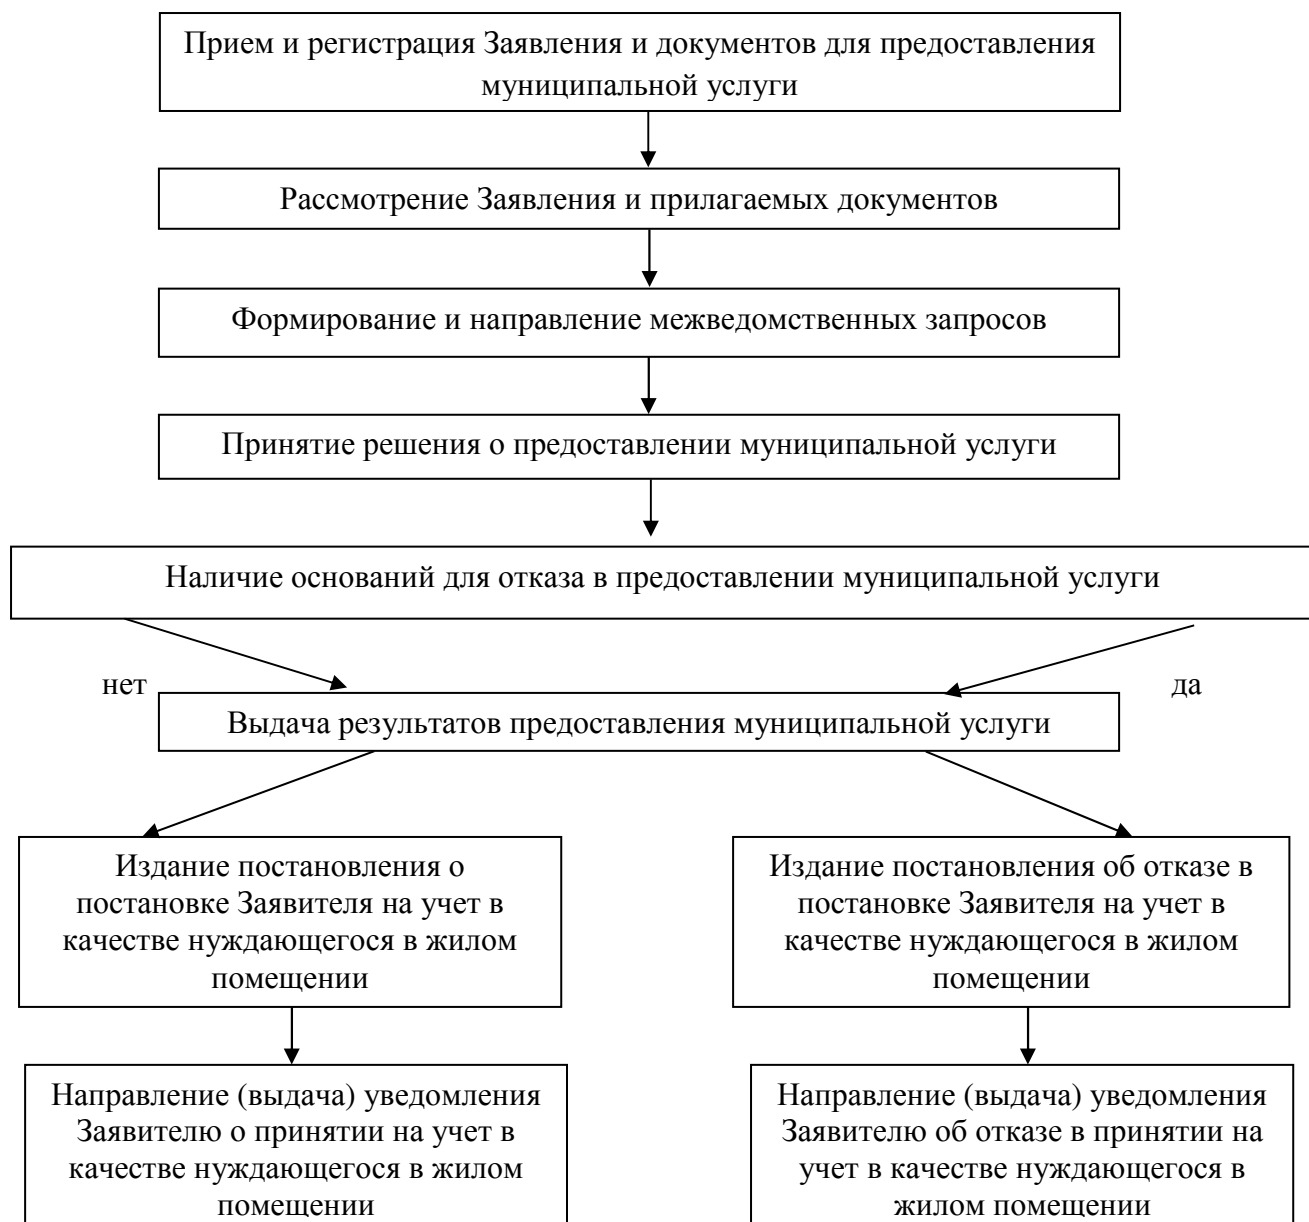 Прием и регистрация Заявления и документов для предоставления
муниципальной услуги
Рассмотрение Заявления и прилагаемых документов
Формирование и направление межведомственных запросов
Принятие решения о предоставлении муниципальной услуги
Наличие оснований для отказа в предоставлении муниципальной услуги
нет
да
Выдача результатов предоставления муниципальной услуги
Издание постановления о
постановке Заявителя на учет в
качестве нуждающегося в жилом
помещении
Издание постановления об отказе в
постановке Заявителя на учет в
качестве нуждающегося в жилом
помещении
Направление (выдача) уведомления
Заявителю о принятии на учет в
качестве нуждающегося в жилом
помещении
Направление (выдача) уведомления
Заявителю об отказе в принятии на
учет в качестве нуждающегося в
жилом помещении